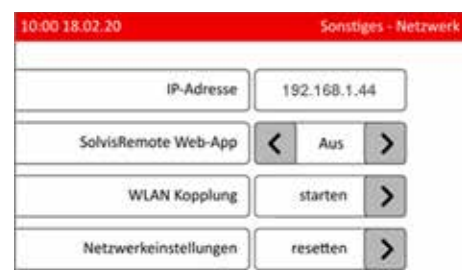 10:00 18.02.20 Sonstiges - Netzwerk
IP-Adresse 192.168.1.44
SolvisRemote Web-App Aus
WLAN Kopplung starten
Netzwerkeinstellungen resetten